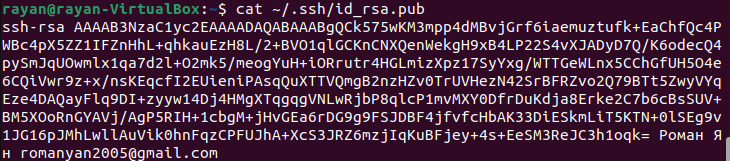 rayan@rayan-VirtualBox:~$ cat ~/.ssh/id_rsa.pub
ssh-rsa AAAAB3NzaC1yc2EAAAADAQABAAABgQCk575wKM3mpp4dMBvjGrf6iaemuztufk+EaChfQc4P
WBc4pX5ZZ1IFZnHhL+qhkauEzH8L/2+BVO1qlGCKnCNXQenWekgH9xB4LP22S4vXJADyD7Q/K6odecQ4
pySmJqUOwmlx1qa7d2l+O2mk5/meogYuH+iORrutr4HGLmizXpz17SyYxg/WTTGeWLnx5CChGfUH5O4e
6CQiVwr9z+x/nsKEqcfI2EUieniPAsqQuXTTVQmgB2nzHZv0TrUVHezN42SrBFRZvo2Q79BTt5ZwyVYq
Eze4DAQayFlq9DI+zyyw14Dj4HMgXTqgqgVNLwRjbP8qlcP1mvMXY0DfrDuKdja8Erke2C7b6cBsSUV+
BM5XOoRnGYAVj/AgP5RIH+1cbgM+jHvGEa6rDG9g9FSJDBF4jfvfcHbAK33DiESkmLiT5KTN+0lSEg9v
1JG16pJMhLwllAuVik0hnFqzCPFUJhA+XcS3JRZ6mzjIqKuBFjey+4s+EeSM3ReJC3h1oqk= Роман Я
н romanyan2005@gmail.com